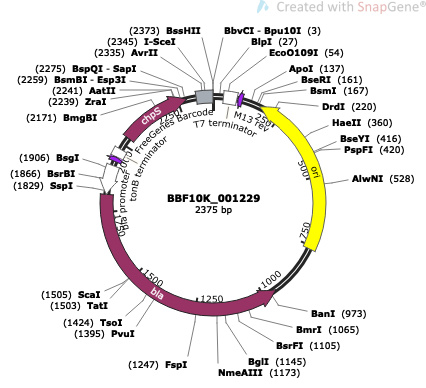 Created with SnapGene®
(2373) BssHII
(2345) I-SceI
(2335) AvrII
(2275) BspQI - SapI
(2259) BsmBI - Esp3I
(2241) AatII
(2239) ZraI
(2171) BmgBI
(1906) BsgI
(1866) BsrBI
(1829) SspI
(1505) ScaI
(1503) TatI
(1424) TsoI
(1395) PvuI
(1247) FspI
BbvCI - Bpu10I (3)
BlpI (27)
EcoO109I (54)
ApoI (137)
BseRI (161)
BsmI (167)
DrdI (220)
HaeII (360)
BseYI (416)
PspFI (420)
AlwNI (528)
BanI (973)
BmrI (1065)
BsrFI (1105)
BglI (1145)
NmeAIII (1173)
chpS
FreeGenes Barcode
T7 terminator
M13 rev
tonB terminator
bla promoter
ori
bla
250
500
750
1000
1250
1500
BBF10K_001229
2375 bp